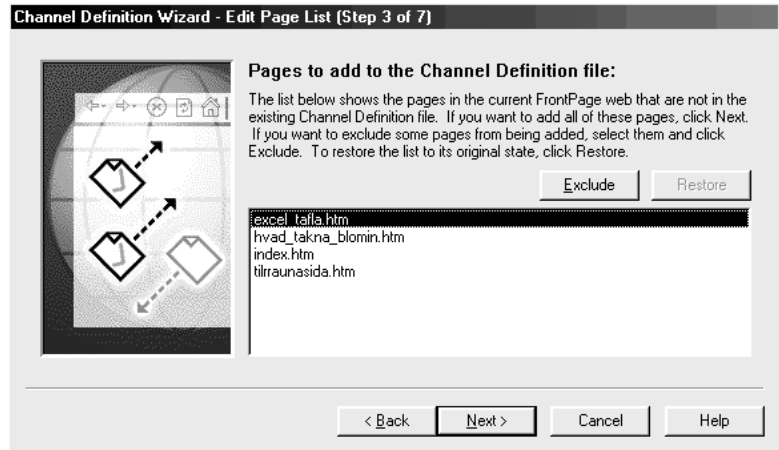 Channel Definition Wizard - Edit Page List (Step 3 of 7)
Pages to add to the Channel Definition file:
The list below shows the pages in the current FrontPage web that are not in the
existing Channel Definition file.  If you want to add all of these pages, click Next.
If you want to exclude some pages from being added, select them and click
Exclude.  To restore the list to its original state, click Restore.
Exclude Restore
excel_tafla.htm
hvad_takna_blomin.htm
index.htm
tilrraunasida.htm
< Back Next > Cancel Help